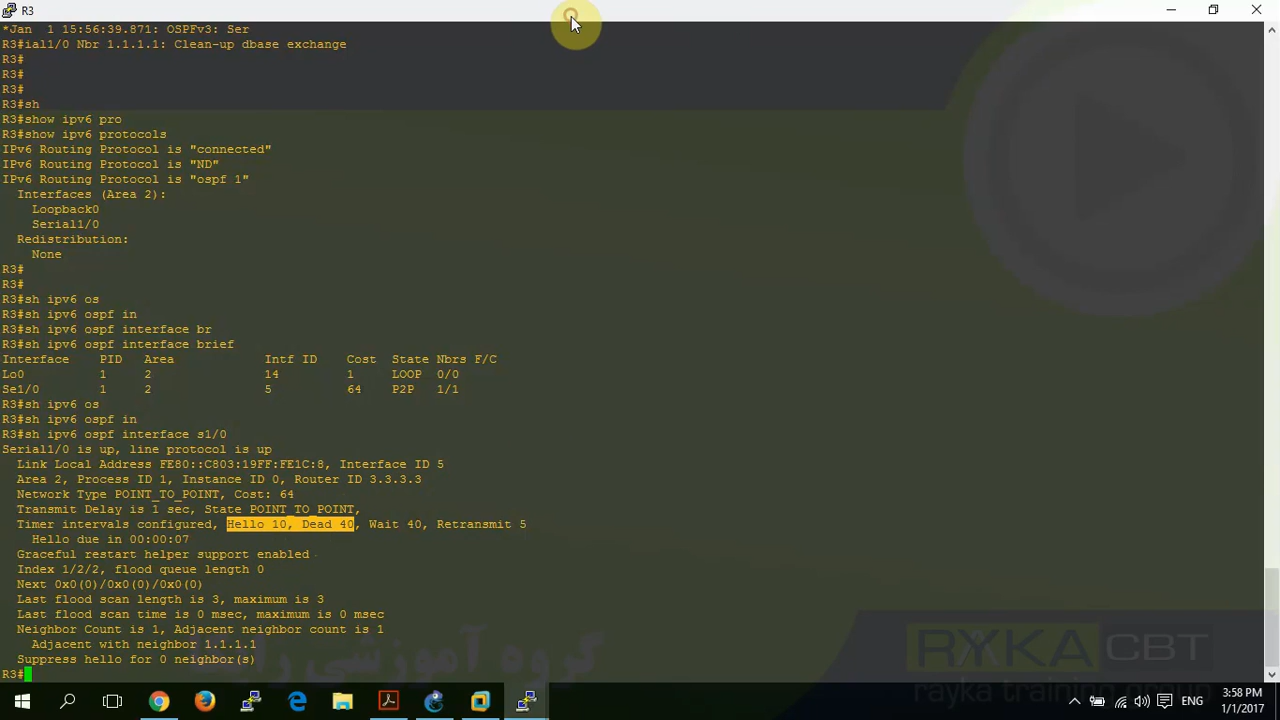 R3
*Jan  1 15:56:39.871: OSPFv3: Ser
R3#ial1/0 Nbr 1.1.1.1: Clean-up dbase exchange
R3#
R3#
R3#
R3#sh
R3#show ipv6 pro
R3#show ipv6 protocols
IPv6 Routing Protocol is "connected"
IPv6 Routing Protocol is "ND"
IPv6 Routing Protocol is "ospf 1"
  Interfaces (Area 2):
    Loopback0
    Serial1/0
  Redistribution:
    None
R3#
R3#
R3#sh ipv6 os
R3#sh ipv6 ospf in
R3#sh ipv6 ospf interface br
R3#sh ipv6 ospf interface brief
Interface    PID   Area            Intf ID    Cost  State Nbrs F/C
Lo0          1     2               14         1     LOOP  0/0
Se1/0        1     2               5          64    P2P   1/1
R3#sh ipv6 os
R3#sh ipv6 ospf in
R3#sh ipv6 ospf interface s1/0
Serial1/0 is up, line protocol is up
  Link Local Address FE80::C803:19FF:FE1C:8, Interface ID 5
  Area 2, Process ID 1, Instance ID 0, Router ID 3.3.3.3
  Network Type POINT_TO_POINT, Cost: 64
  Transmit Delay is 1 sec, State POINT_TO_POINT,
  Timer intervals configured, Hello 10, Dead 40, Wait 40, Retransmit 5
    Hello due in 00:00:07
  Graceful restart helper support enabled
  Index 1/2/2, flood queue length 0
  Next 0x0(0)/0x0(0)/0x0(0)
  Last flood scan length is 3, maximum is 3
  Last flood scan time is 0 msec, maximum is 0 msec
  Neighbor Count is 1, Adjacent neighbor count is 1
    Adjacent with neighbor 1.1.1.1
  Suppress hello for 0 neighbor(s)
R3#
گروه آموزشی
RYKA CBT
rayka training group
ENG
3:58 PM
1/1/2017